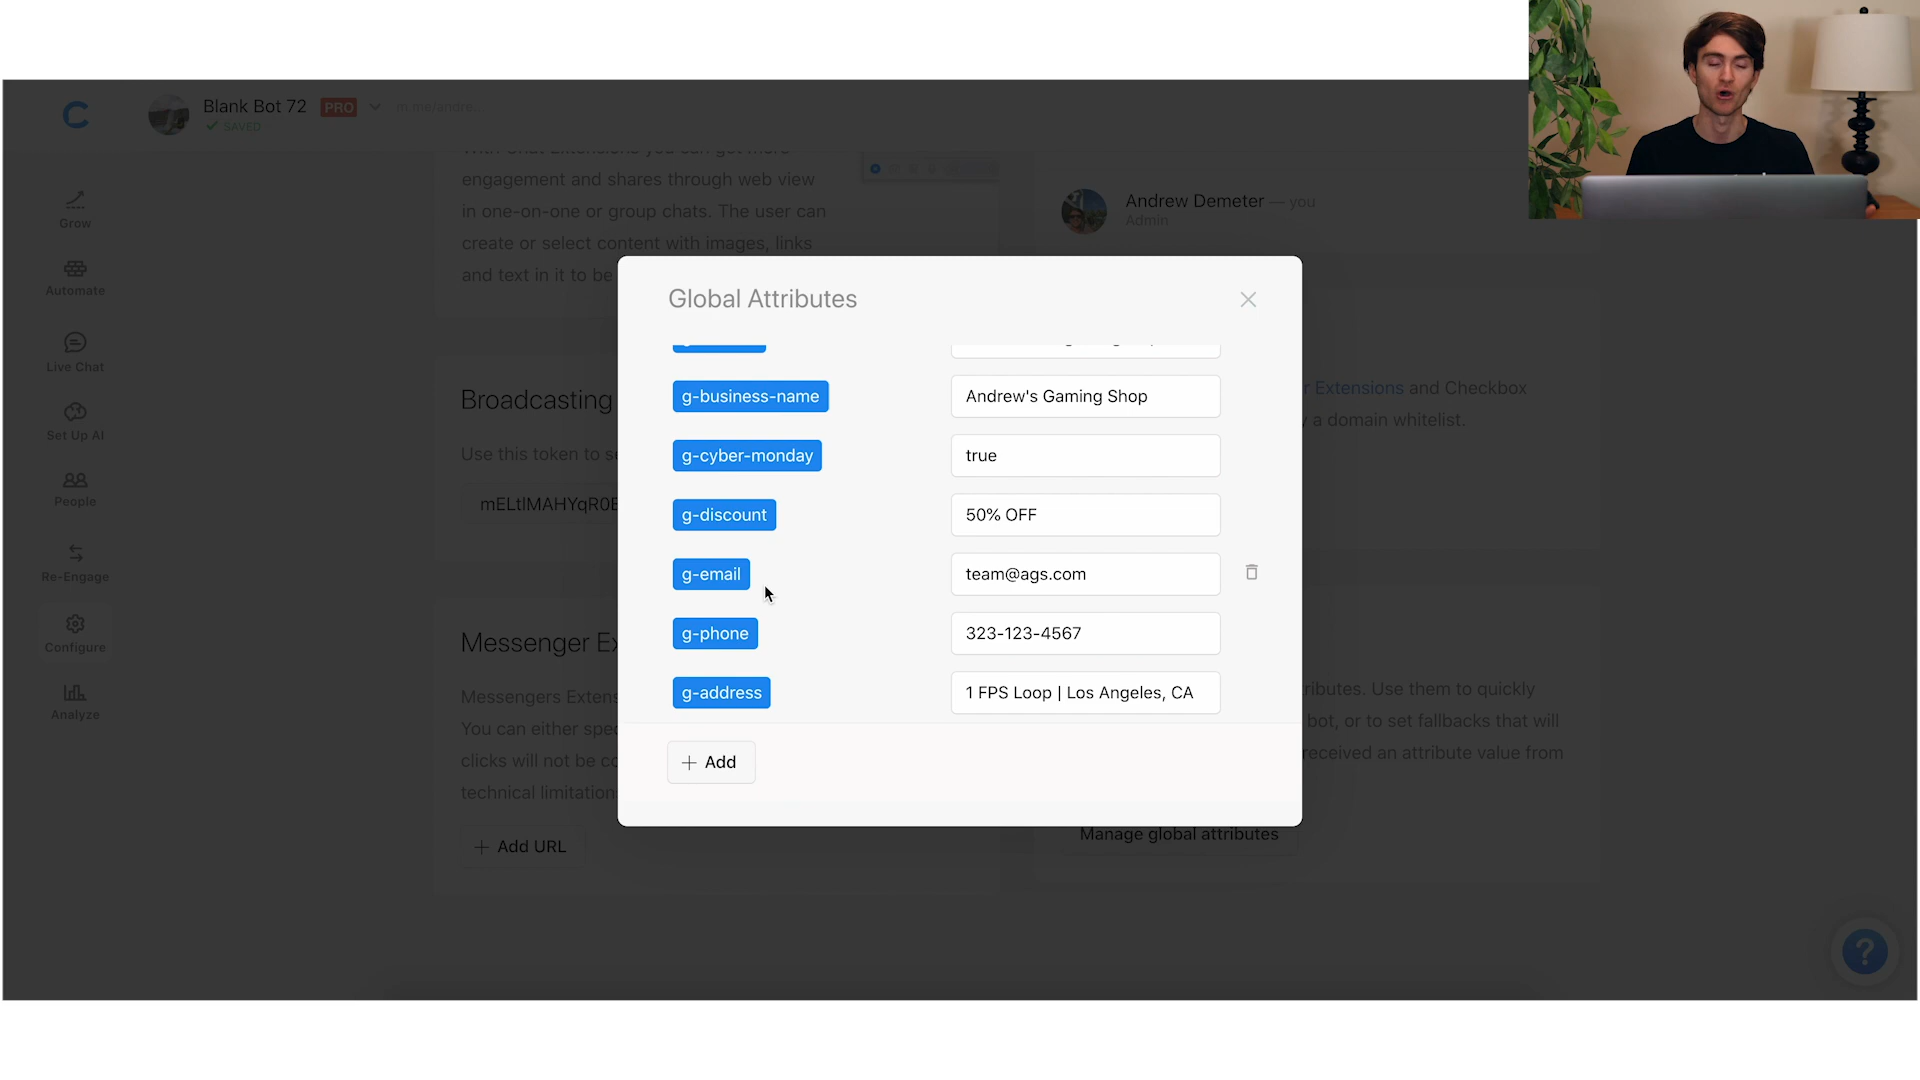 Blank Bot 72 PRO m.me/andre...
SAVED
Grow
Automate
Live Chat
Set Up AI
People
Re-Engage
Configure
Analyze
engagement and shares through web view
in one-on-one or group chats. The user can
create or select content with images, links
and text in it to be
Andrew Demeter — you
Admin
Broadcasting
Use this token to se
mELtlMAHYqR0E
Messenger Ex
Messengers Extens
You can either spec
clicks will not be co
technical limitation
+ Add URL
Global Attributes
g-business-name Andrew's Gaming Shop
g-cyber-monday true
g-discount 50% OFF
g-email team@ags.com
g-phone 323-123-4567
g-address 1 FPS Loop | Los Angeles, CA
+ Add
r Extensions and Checkbox
y a domain whitelist.
ributes. Use them to quickly
bot, or to set fallbacks that will
received an attribute value from
Manage global attributes
?